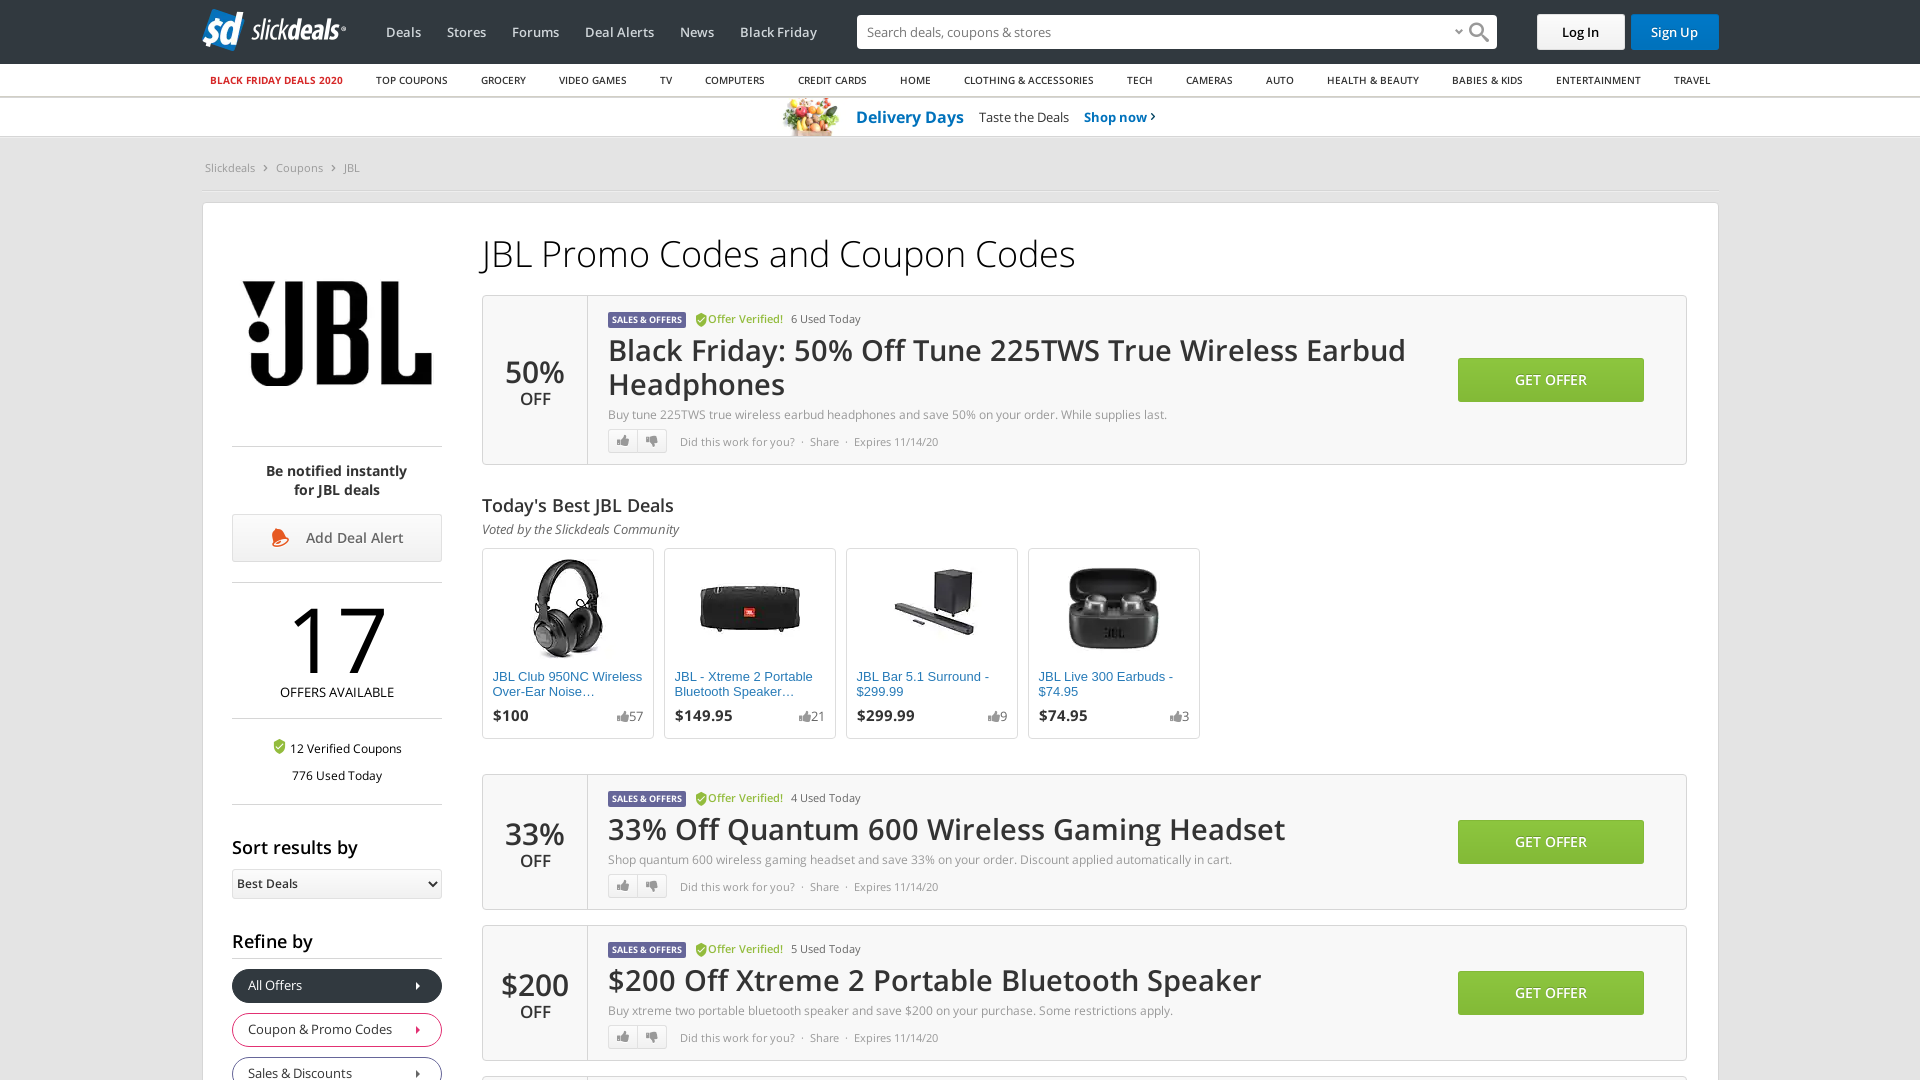 sd slickdeals
Deals Stores Forums Deal Alerts News Black Friday
Search deals, coupons & stores
Log In
Sign Up
BLACK FRIDAY DEALS 2020 TOP COUPONS GROCERY VIDEO GAMES TV COMPUTERS CREDIT CARDS HOME CLOTHING & ACCESSORIES TECH CAMERAS AUTO HEALTH & BEAUTY BABIES & KIDS ENTERTAINMENT TRAVEL
Delivery Days Taste the Deals Shop now
Slickdeals Coupons JBL
JBL
Be notified instantly
for JBL deals
Add Deal Alert
17
OFFERS AVAILABLE
12 Verified Coupons
776 Used Today
Sort results by
Best Deals
Refine by
All Offers
Coupon & Promo Codes
Sales & Discounts
JBL Promo Codes and Coupon Codes
50%
OFF
SALES & OFFERS Offer Verified! 6 Used Today
Black Friday: 50% Off Tune 225TWS True Wireless Earbud
Headphones
Buy tune 225TWS true wireless earbud headphones and save 50% on your order. While supplies last.
Did this work for you? · Share · Expires 11/14/20
GET OFFER
Today's Best JBL Deals
Voted by the Slickdeals Community
JBL Club 950NC Wireless
Over-Ear Noise…
$100 57
JBL - Xtreme 2 Portable
Bluetooth Speaker…
$149.95 21
JBL Bar 5.1 Surround -
$299.99
$299.99 9
JBL
JBL Live 300 Earbuds -
$74.95
$74.95 3
33%
OFF
SALES & OFFERS Offer Verified! 4 Used Today
33% Off Quantum 600 Wireless Gaming Headset
Shop quantum 600 wireless gaming headset and save 33% on your order. Discount applied automatically in cart.
Did this work for you? · Share · Expires 11/14/20
GET OFFER
$200
OFF
SALES & OFFERS Offer Verified! 5 Used Today
$200 Off Xtreme 2 Portable Bluetooth Speaker
Buy xtreme two portable bluetooth speaker and save $200 on your purchase. Some restrictions apply.
Did this work for you? · Share · Expires 11/14/20
GET OFFER